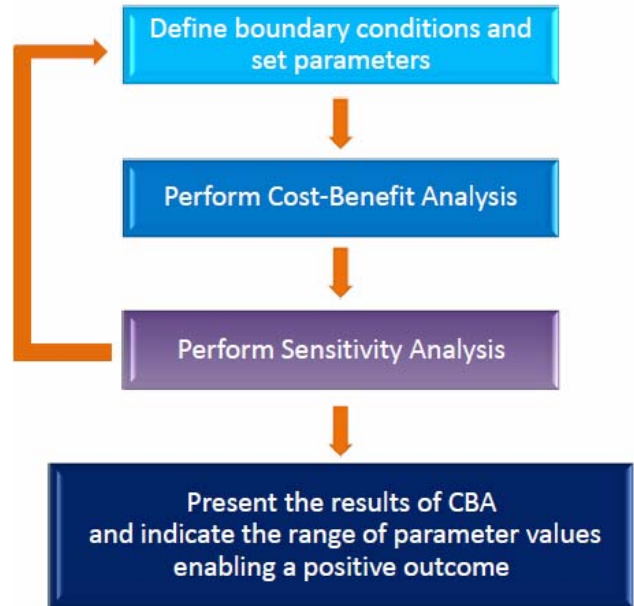 Define boundary conditions and
set parameters
Perform Cost-Benefit Analysis
Perform Sensitivity Analysis
Present the results of CBA
and indicate the range of parameter values
enabling a positive outcome